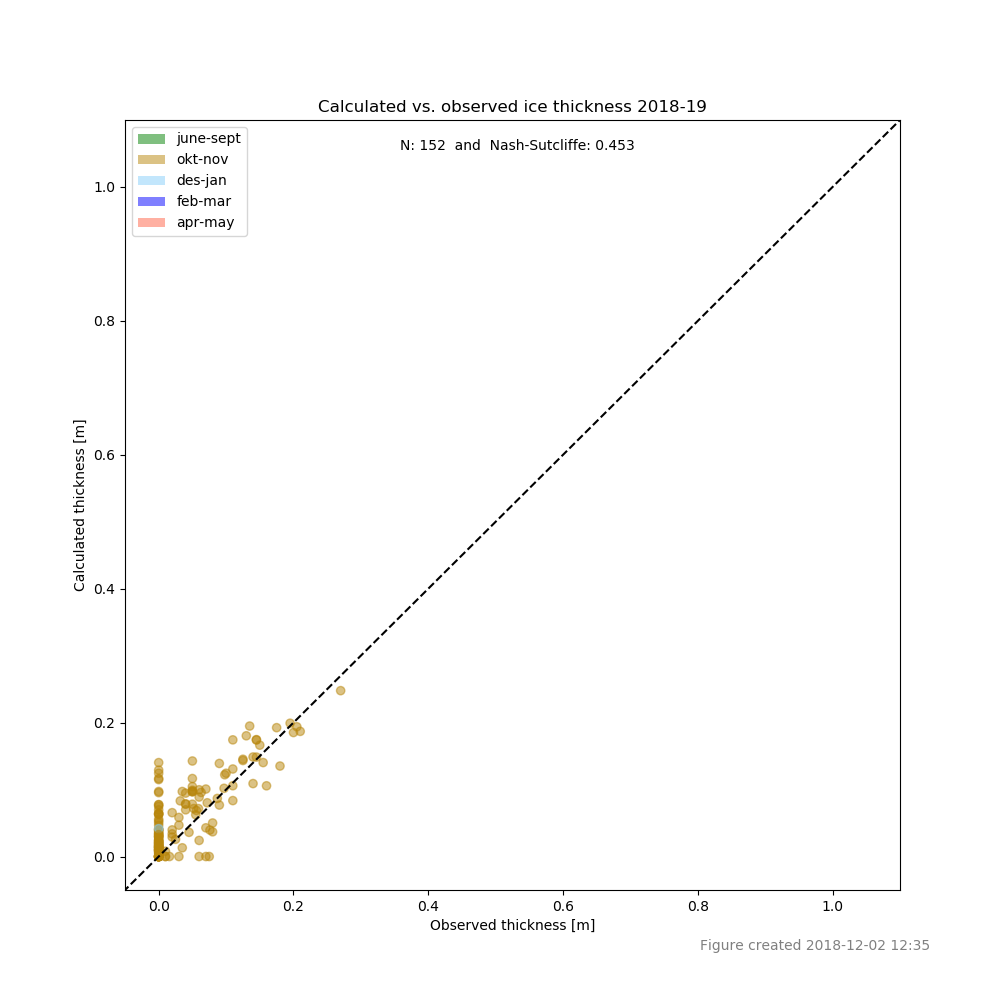 Calculated vs. observed ice thickness 2018-19
N: 152 and Nash-Sutcliffe: 0.453
june-sept
okt-nov
des-jan
feb-mar
apr-may
1.0
0.8
0.6
0.4
0.2
0.0
Calculated thickness [m]
0.0 0.2 0.4 0.6 0.8 1.0
Observed thickness [m]
Figure created 2018-12-02 12:35